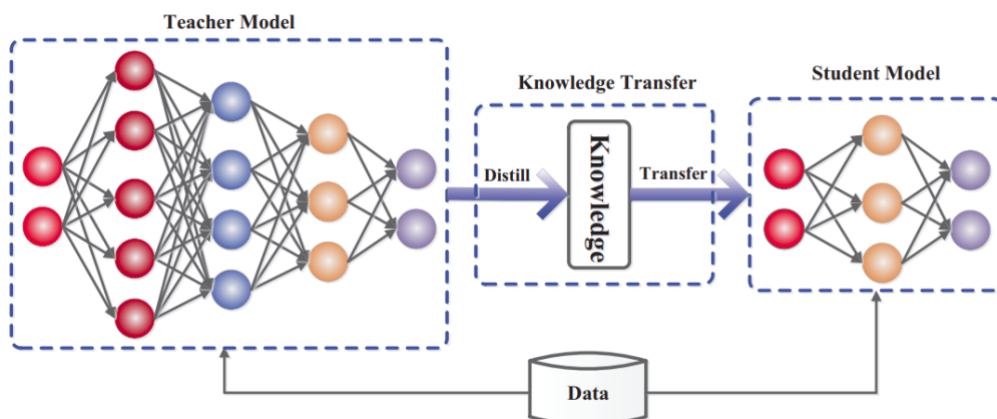 Teacher Model
Knowledge Transfer
Student Model
Distill
Knowledge
Transfer
Data